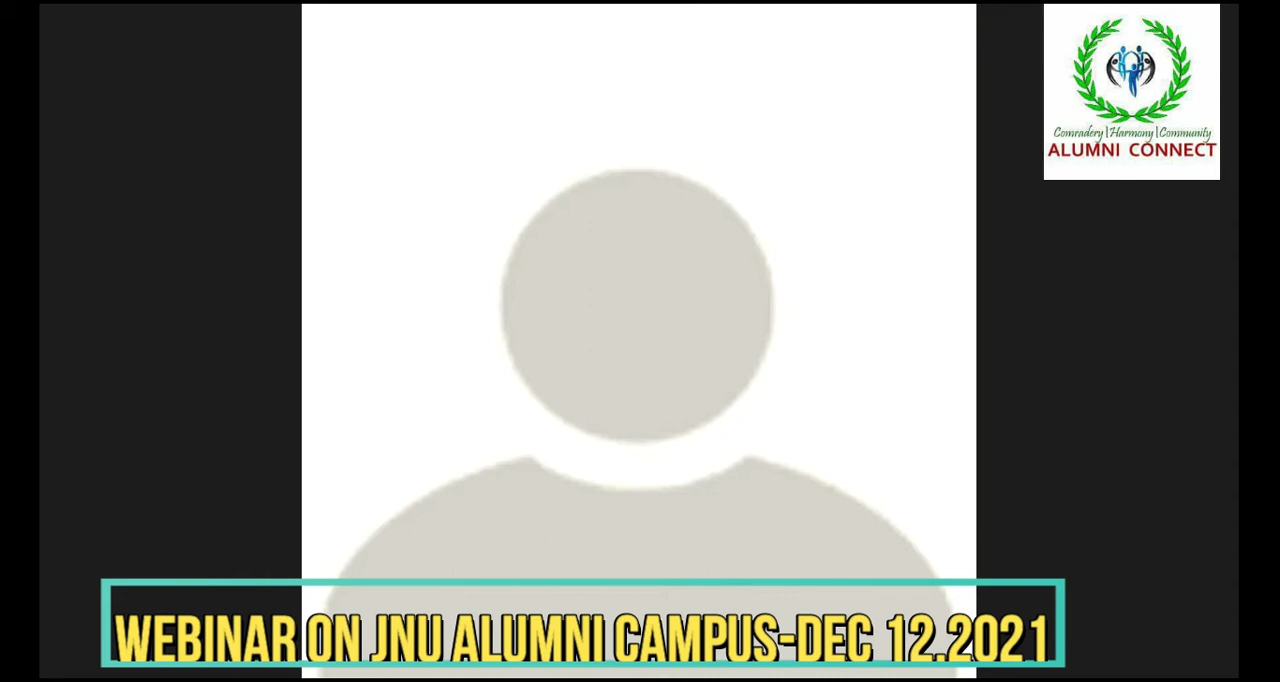 Comradery|Harmony|Community
ALUMNI CONNECT
WEBINAR ON JNU ALUMNI CAMPUS-DEC 12.2021